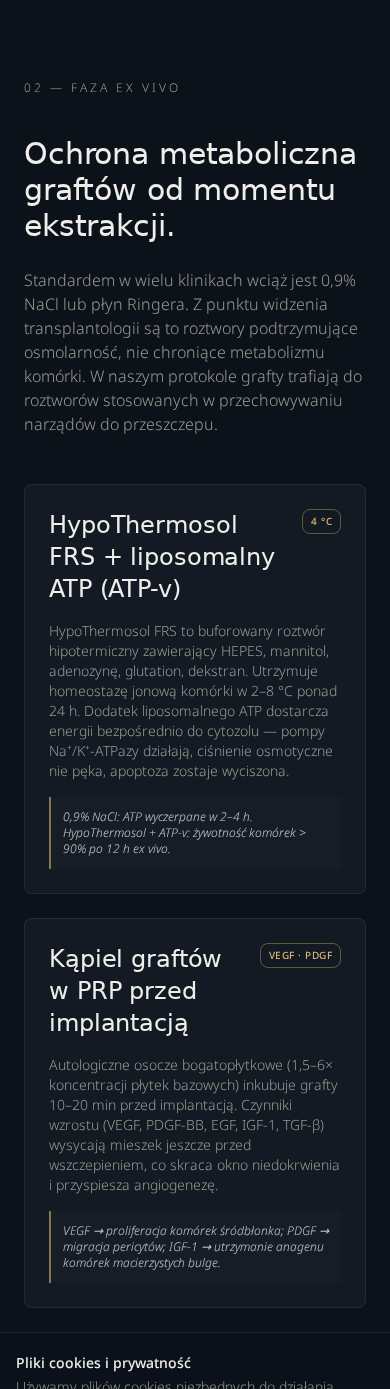 02 — FAZA EX VIVO
Ochrona metaboliczna
graftów od momentu
ekstrakcji.
Standardem w wielu klinikach wciąż jest 0,9%
NaCl lub płyn Ringera. Z punktu widzenia
transplantologii są to roztwory podtrzymujące
osmolarność, nie chroniące metabolizmu
komórki. W naszym protokole grafty trafiają do
roztworów stosowanych w przechowywaniu
narządów do przeszczepu.
HypoThermosol
FRS + liposomalny
ATP (ATP-v)
4 °C
HypoThermosol FRS to buforowany roztwór
hipotermiczny zawierający HEPES, mannitol,
adenozynę, glutation, dekstran. Utrzymuje
homeostazę jonową komórki w 2–8 °C ponad
24 h. Dodatek liposomalnego ATP dostarcza
energii bezpośrednio do cytozolu — pompy
Na⁺/K⁺-ATPazy działają, ciśnienie osmotyczne
nie pęka, apoptoza zostaje wyciszona.
0,9% NaCl: ATP wyczerpane w 2–4 h.
HypoThermosol + ATP-v: żywotność komórek >
90% po 12 h ex vivo.
Kąpiel graftów
w PRP przed
implantacją
VEGF · PDGF
Autologiczne osocze bogatopłytkowe (1,5–6×
koncentracji płytek bazowych) inkubuje grafty
10–20 min przed implantacją. Czynniki
wzrostu (VEGF, PDGF-BB, EGF, IGF-1, TGF-β)
wysycają mieszek jeszcze przed
wszczepieniem, co skraca okno niedokrwienia
i przyspiesza angiogenezę.
VEGF → proliferacja komórek śródbłonka; PDGF →
migracja pericytów; IGF-1 → utrzymanie anagenu
komórek macierzystych bulge.
Pliki cookies i prywatność
Używamy plików cookies niezbędnych do działania